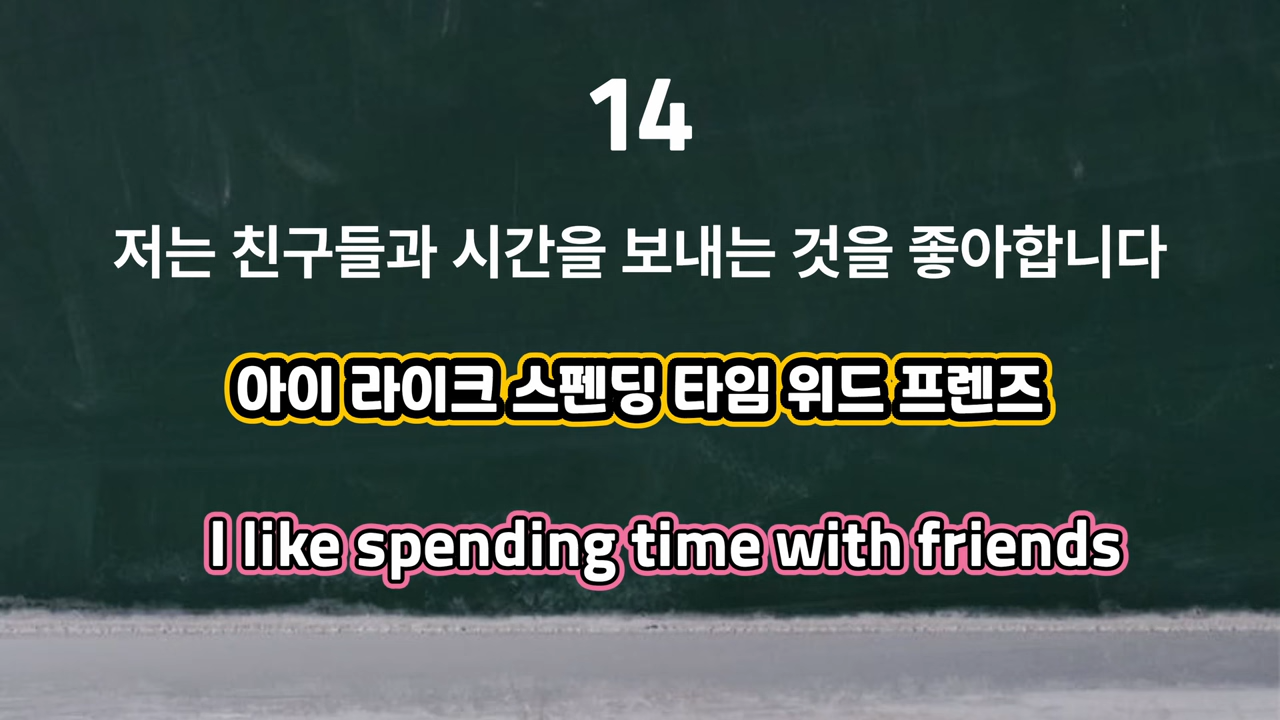 14
저는 친구들과 시간을 보내는 것을 좋아합니다
아이 라이크 스펜딩 타임 위드 프렌즈
I like spending time with friends